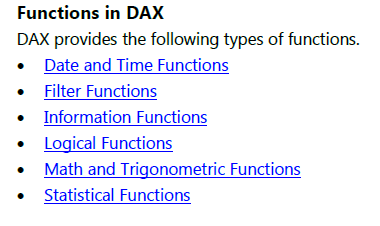 Functions in DAX
DAX provides the following types of functions.
• Date and Time Functions
• Filter Functions
• Information Functions
• Logical Functions
• Math and Trigonometric Functions
• Statistical Functions